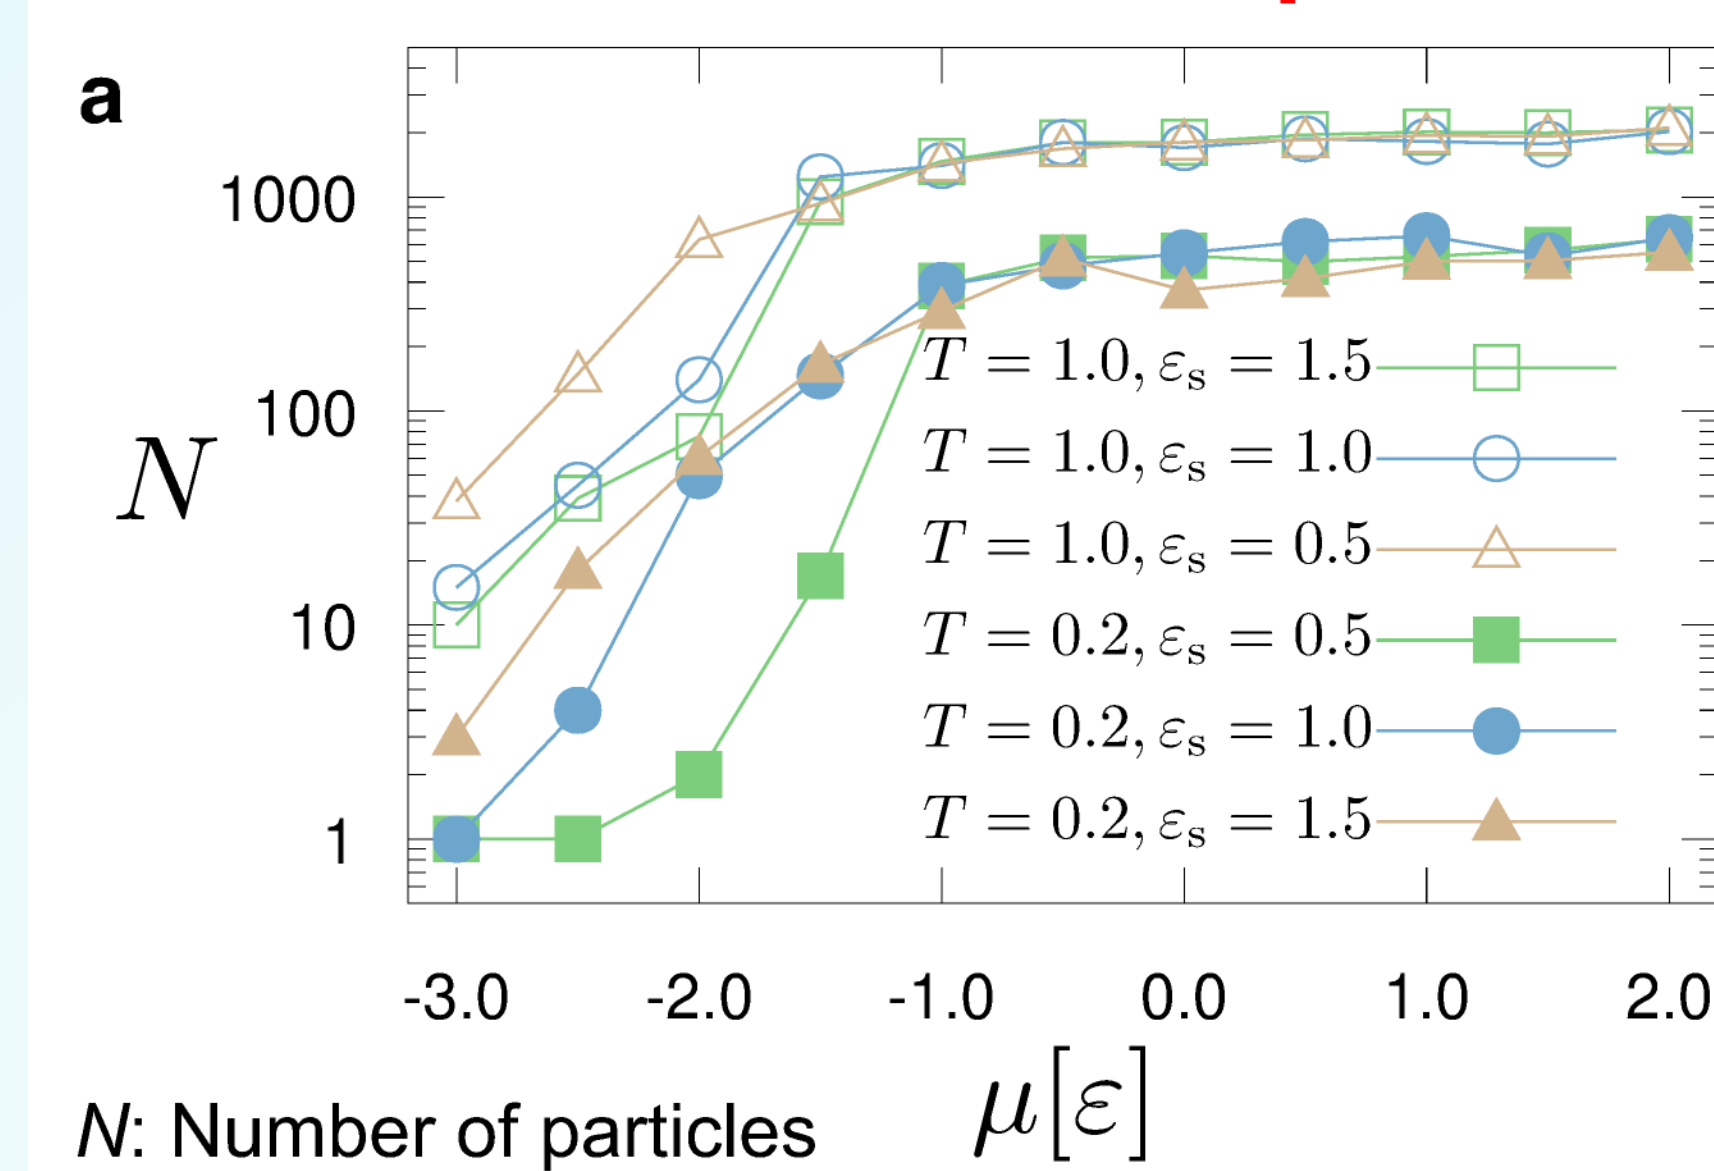 a
1000
100
10
1
N
T = 1.0, εs = 1.5
T = 1.0, εs = 1.0
T = 1.0, εs = 0.5
T = 0.2, εs = 0.5
T = 0.2, εs = 1.0
T = 0.2, εs = 1.5
-3.0 -2.0 -1.0 0.0 1.0 2.0
μ[ε]
N: Number of particles